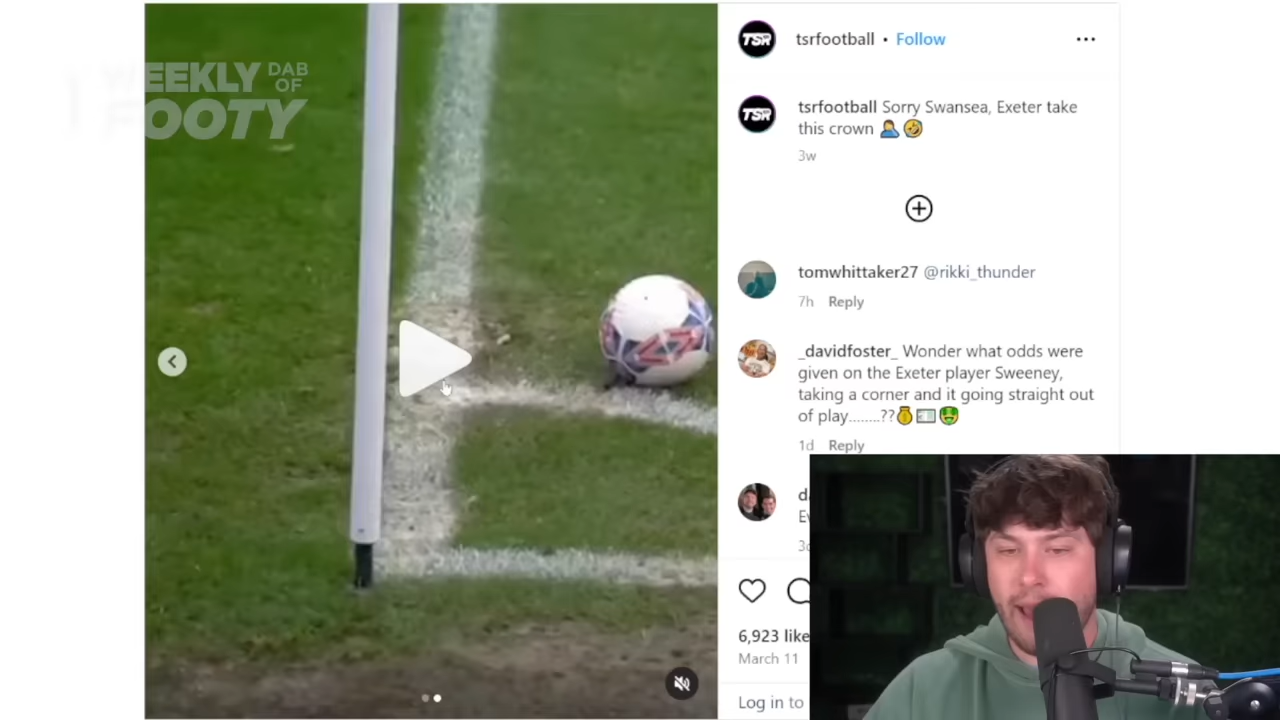 WEEKLY DAB
OF
FOOTY
TSR
tsrfootball • Follow
TSR
tsrfootball Sorry Swansea, Exeter take
this crown 🤦‍♂️🤣
3w
tomwhittaker27 @rikki_thunder
7h Reply
_davidfoster_ Wonder what odds were
given on the Exeter player Sweeney,
taking a corner and it going straight out
of play........??💰💵🤑
1d Reply
6,923 like
March 11
Log in to